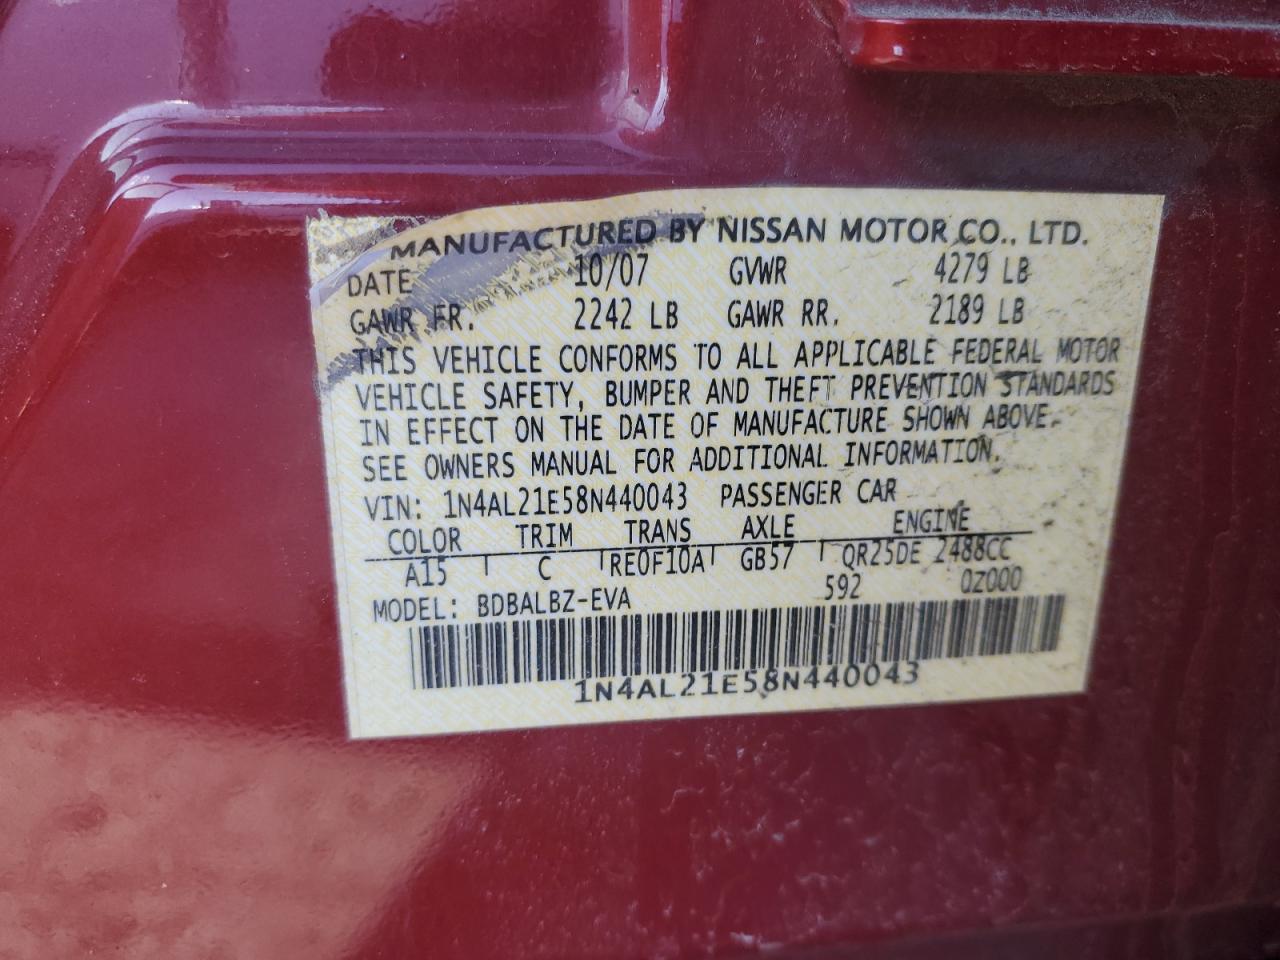 MANUFACTURED BY NISSAN MOTOR CO., LTD.
DATE 10/07 GVWR 4279 LB
GAWR FR. 2242 LB GAWR RR. 2189 LB
THIS VEHICLE CONFORMS TO ALL APPLICABLE FEDERAL MOTOR
VEHICLE SAFETY, BUMPER AND THEFT PREVENTION STANDARDS
IN EFFECT ON THE DATE OF MANUFACTURE SHOWN ABOVE.
SEE OWNERS MANUAL FOR ADDITIONAL INFORMATION.
VIN: 1N4AL21E58N440043 PASSENGER CAR
COLOR TRIM TRANS AXLE ENGINE
A15 C RE0F10A GB57 QR25DE 2488CC
MODEL: BDBALBZ-EVA 592 QZ000
1N4AL21E58N440043